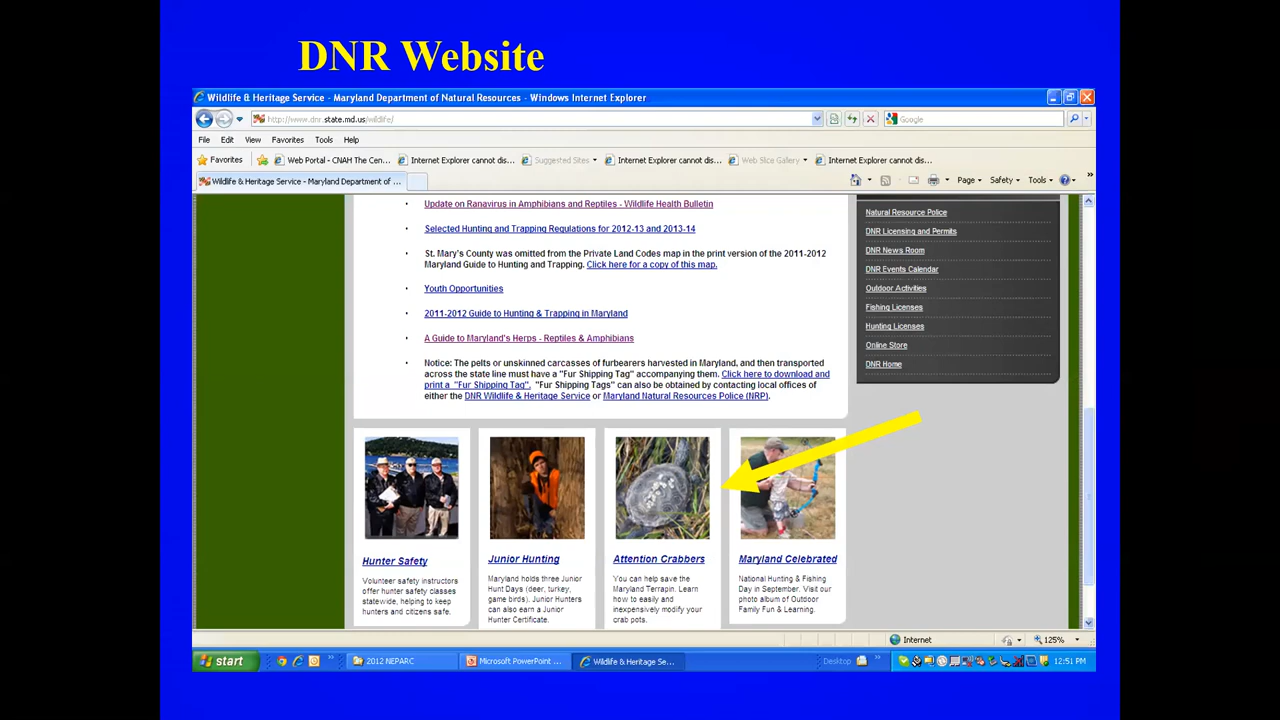 DNR Website
Wildlife & Heritage Service - Maryland Department of Natural Resources - Windows Internet Explorer
http://www.dnr.state.md.us/wildlife/
Google
File Edit View Favorites Tools Help
Favorites Web Portal - CNAH The Cen... Internet Explorer cannot dis... Suggested Sites Internet Explorer cannot dis... Web Slice Gallery Internet Explorer cannot dis...
Wildlife & Heritage Service - Maryland Department of ... Page Safety Tools
Update on Ranavirus in Amphibians and Reptiles - Wildlife Health Bulletin
Selected Hunting and Trapping Regulations for 2012-13 and 2013-14
St. Mary's County was omitted from the Private Land Codes map in the print version of the 2011-2012
Maryland Guide to Hunting and Trapping. Click here for a copy of this map.
Youth Opportunities
2011-2012 Guide to Hunting & Trapping in Maryland
A Guide to Maryland's Herps - Reptiles & Amphibians
Notice: The pelts or unskinned carcasses of furbearers harvested in Maryland, and then transported
across the state line must have a "Fur Shipping Tag" accompanying them. Click here to download and
print a "Fur Shipping Tag". "Fur Shipping Tags" can also be obtained by contacting local offices of
either the DNR Wildlife & Heritage Service or Maryland Natural Resources Police (NRP).
Natural Resource Police
DNR Licensing and Permits
DNR News Room
DNR Events Calendar
Outdoor Activities
Fishing Licenses
Hunting Licenses
Online Store
DNR Home
Hunter Safety
Volunteer safety instructors
offer hunter safety classes
statewide, helping to keep
hunters and citizens safe.
Junior Hunting
Maryland holds three Junior
Hunt Days (deer, turkey,
game birds). Junior Hunters
can also earn a Junior
Hunter Certificate.
Attention Crabbers
You can help save the
Maryland Terrapin. Learn
how to easily and
inexpensively modify your
crab pots.
Maryland Celebrated
National Hunting & Fishing
Day in September. Visit our
photo album of Outdoor
Family Fun & Learning.
Internet 125%
start 2012 NEPARC Microsoft PowerPoint ... Wildlife & Heritage Se... Desktop 12:51 PM